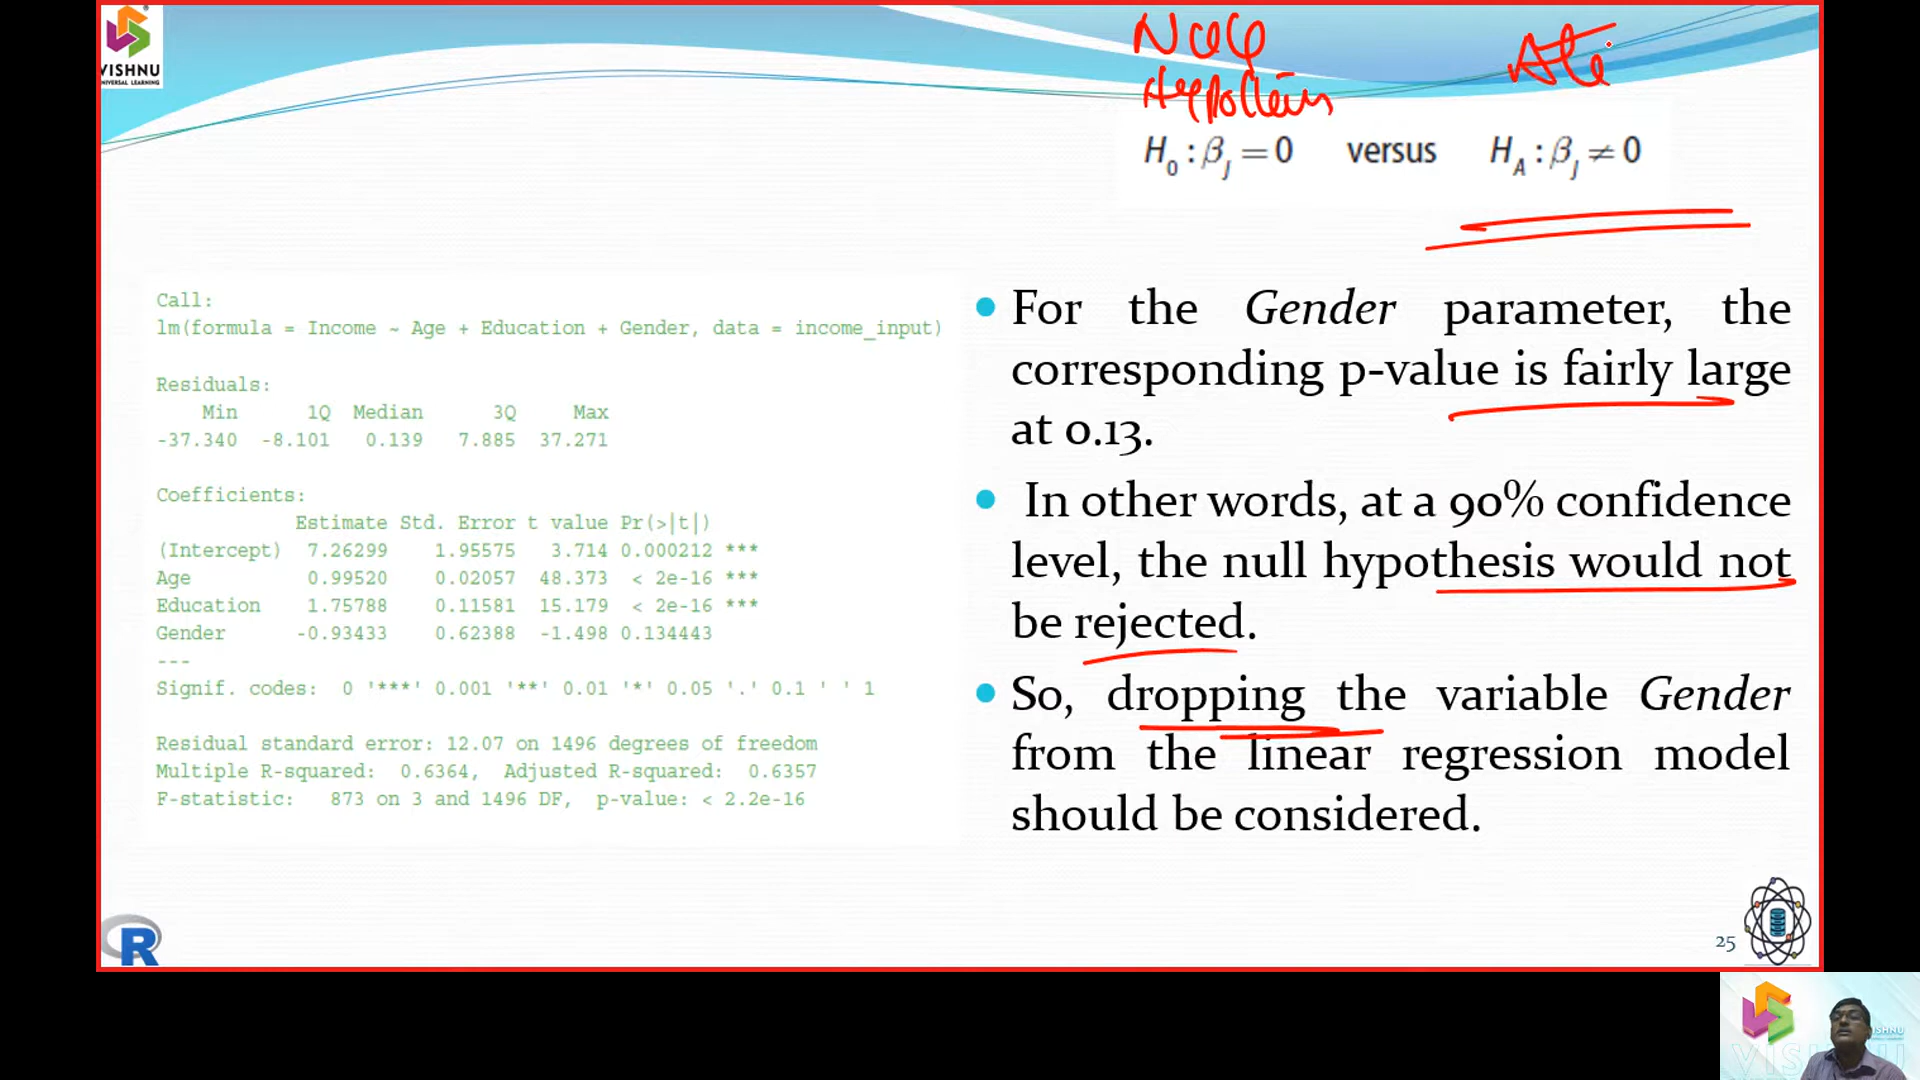 VISHNU
UNIVERSAL LEARNING
Null
Hypothesis
H₀ : βⱼ = 0 versus H_A : βⱼ ≠ 0
Call:
lm(formula = Income ~ Age + Education + Gender, data = income_input)
Residuals:
Min 1Q Median 3Q Max
-37.340 -8.101 0.139 7.885 37.271
Coefficients:
Estimate Std. Error t value Pr(>|t|)
(Intercept) 7.26299 1.95575 3.714 0.000212 ***
Age 0.99520 0.02057 48.373 < 2e-16 ***
Education 1.75788 0.11581 15.179 < 2e-16 ***
Gender -0.93433 0.62388 -1.498 0.134443
---
Signif. codes: 0 '***' 0.001 '**' 0.01 '*' 0.05 '.' 0.1 ' ' 1
Residual standard error: 12.07 on 1496 degrees of freedom
Multiple R-squared: 0.6364, Adjusted R-squared: 0.6357
F-statistic: 873 on 3 and 1496 DF, p-value: < 2.2e-16
For the Gender parameter, the
corresponding p-value is fairly large
at 0.13.
In other words, at a 90% confidence
level, the null hypothesis would not
be rejected.
So, dropping the variable Gender
from the linear regression model
should be considered.
R
25